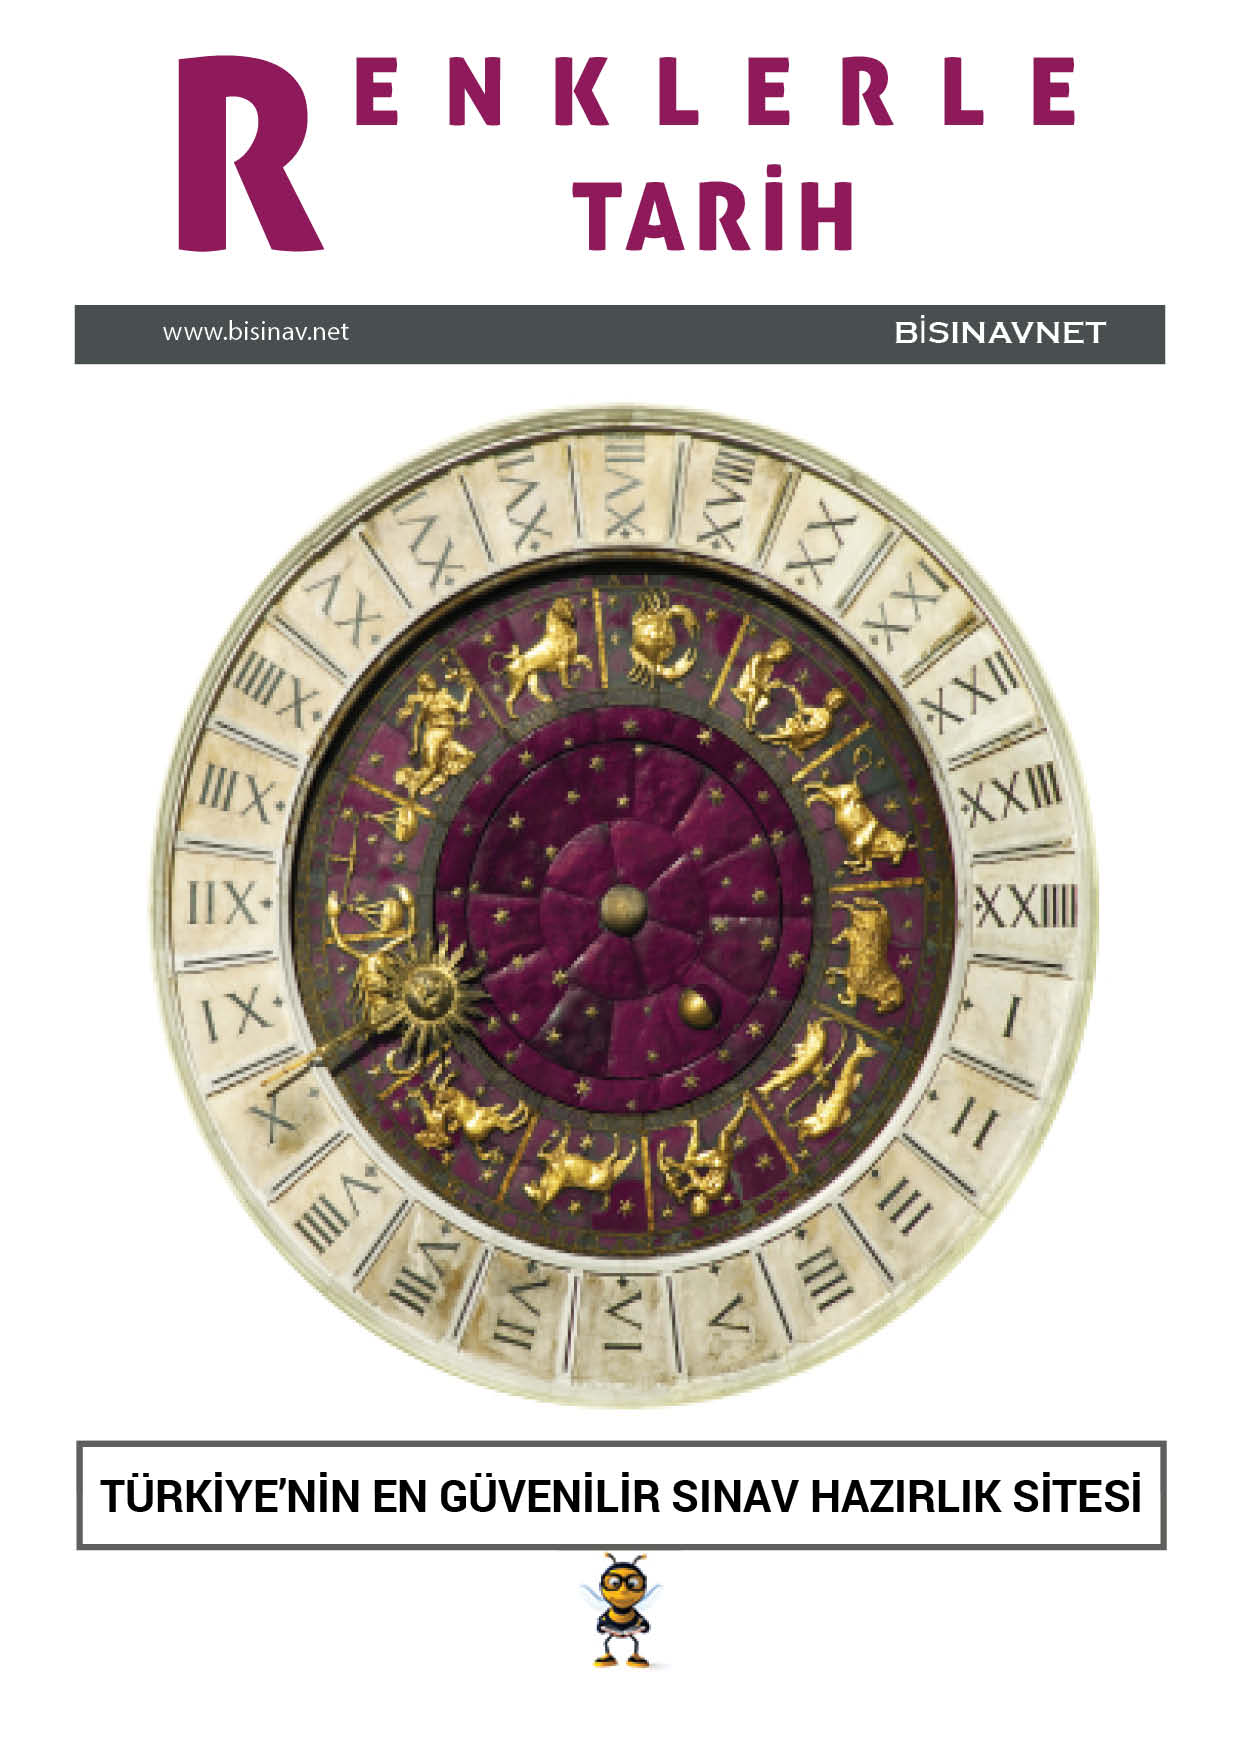 RENKLERLE
TARİH
www.bisinav.net
BİSINAVNET
XVI
XVII
XVIII
XVIIII
XX
XXI
XV
XIIII
XXII
XIII
XXIII
XII
XXIIII
XI
I
X
II
VIIII
III
VIII
IIII
VII
VI
V
TÜRKİYE'NİN EN GÜVENİLİR SINAV HAZIRLIK SİTESİ